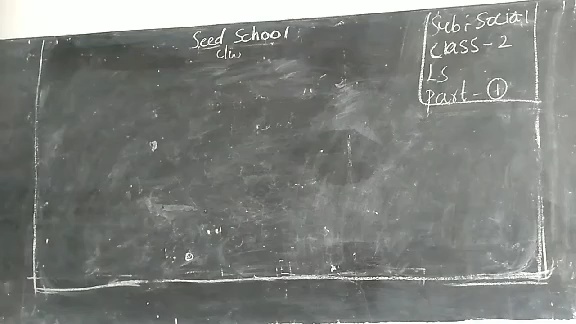 Seed School
Sub: Social
Class-2
LS
Part-①